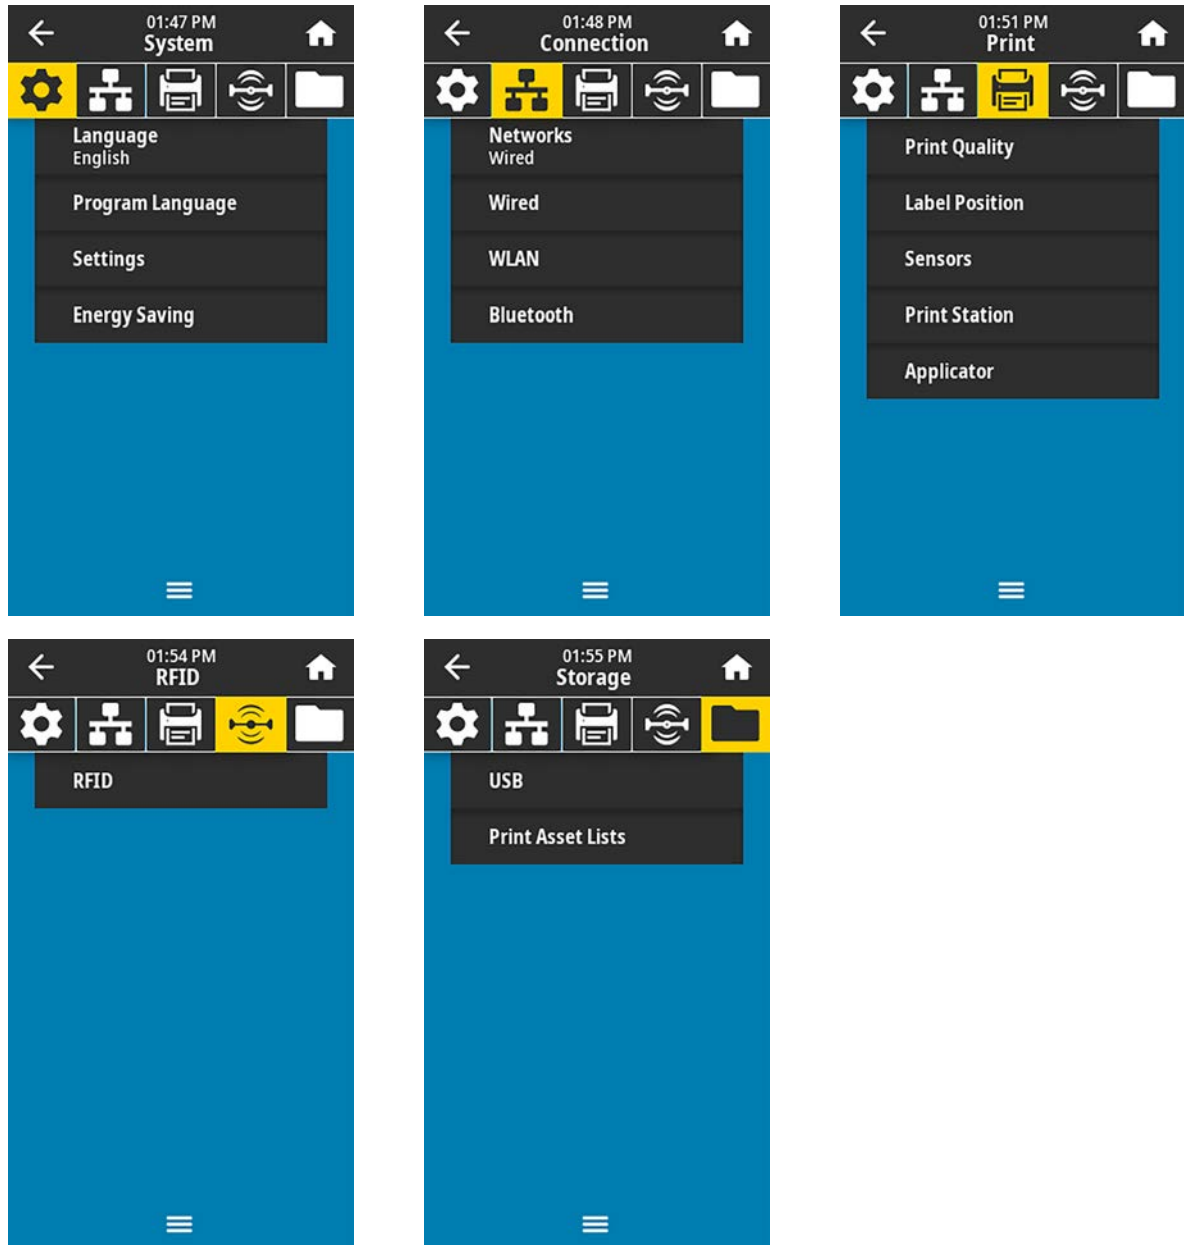 01:47 PM
System
Language
English
Program Language
Settings
Energy Saving
01:48 PM
Connection
Networks
Wired
Wired
WLAN
Bluetooth
01:51 PM
Print
Print Quality
Label Position
Sensors
Print Station
Applicator
01:54 PM
RFID
RFID
01:55 PM
Storage
USB
Print Asset Lists